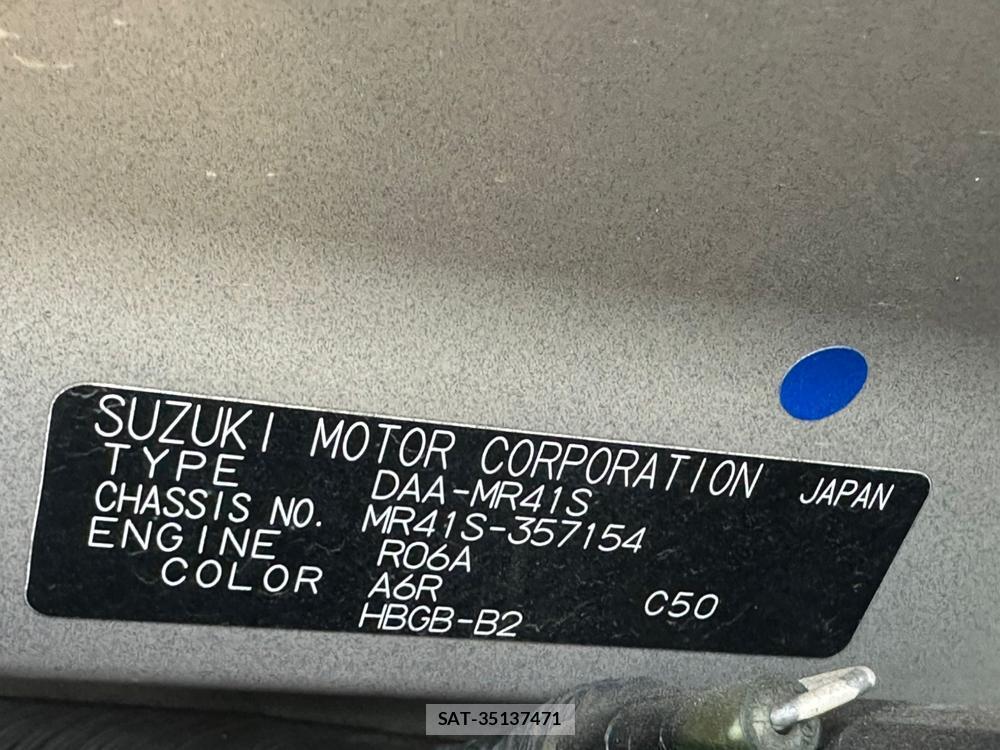 SUZUKI MOTOR CORPORATION JAPAN
TYPE DAA-MR41S
CHASSIS NO. MR41S-357154
ENGINE R06A
COLOR A6R C50
HBGB-B2
SAT-35137471